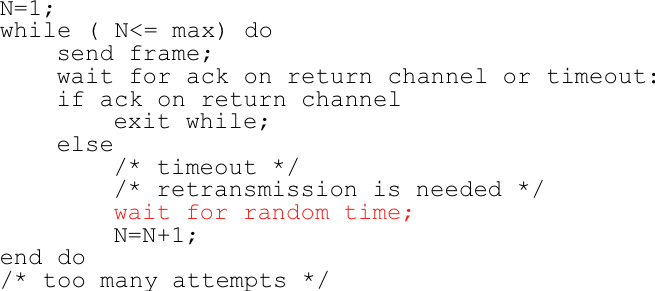 N=1;
while ( N<= max) do
    send frame;
    wait for ack on return channel or timeout:
    if ack on return channel
        exit while;
    else
        /* timeout */
        /* retransmission is needed */
        wait for random time;
        N=N+1;
end do
/* too many attempts */